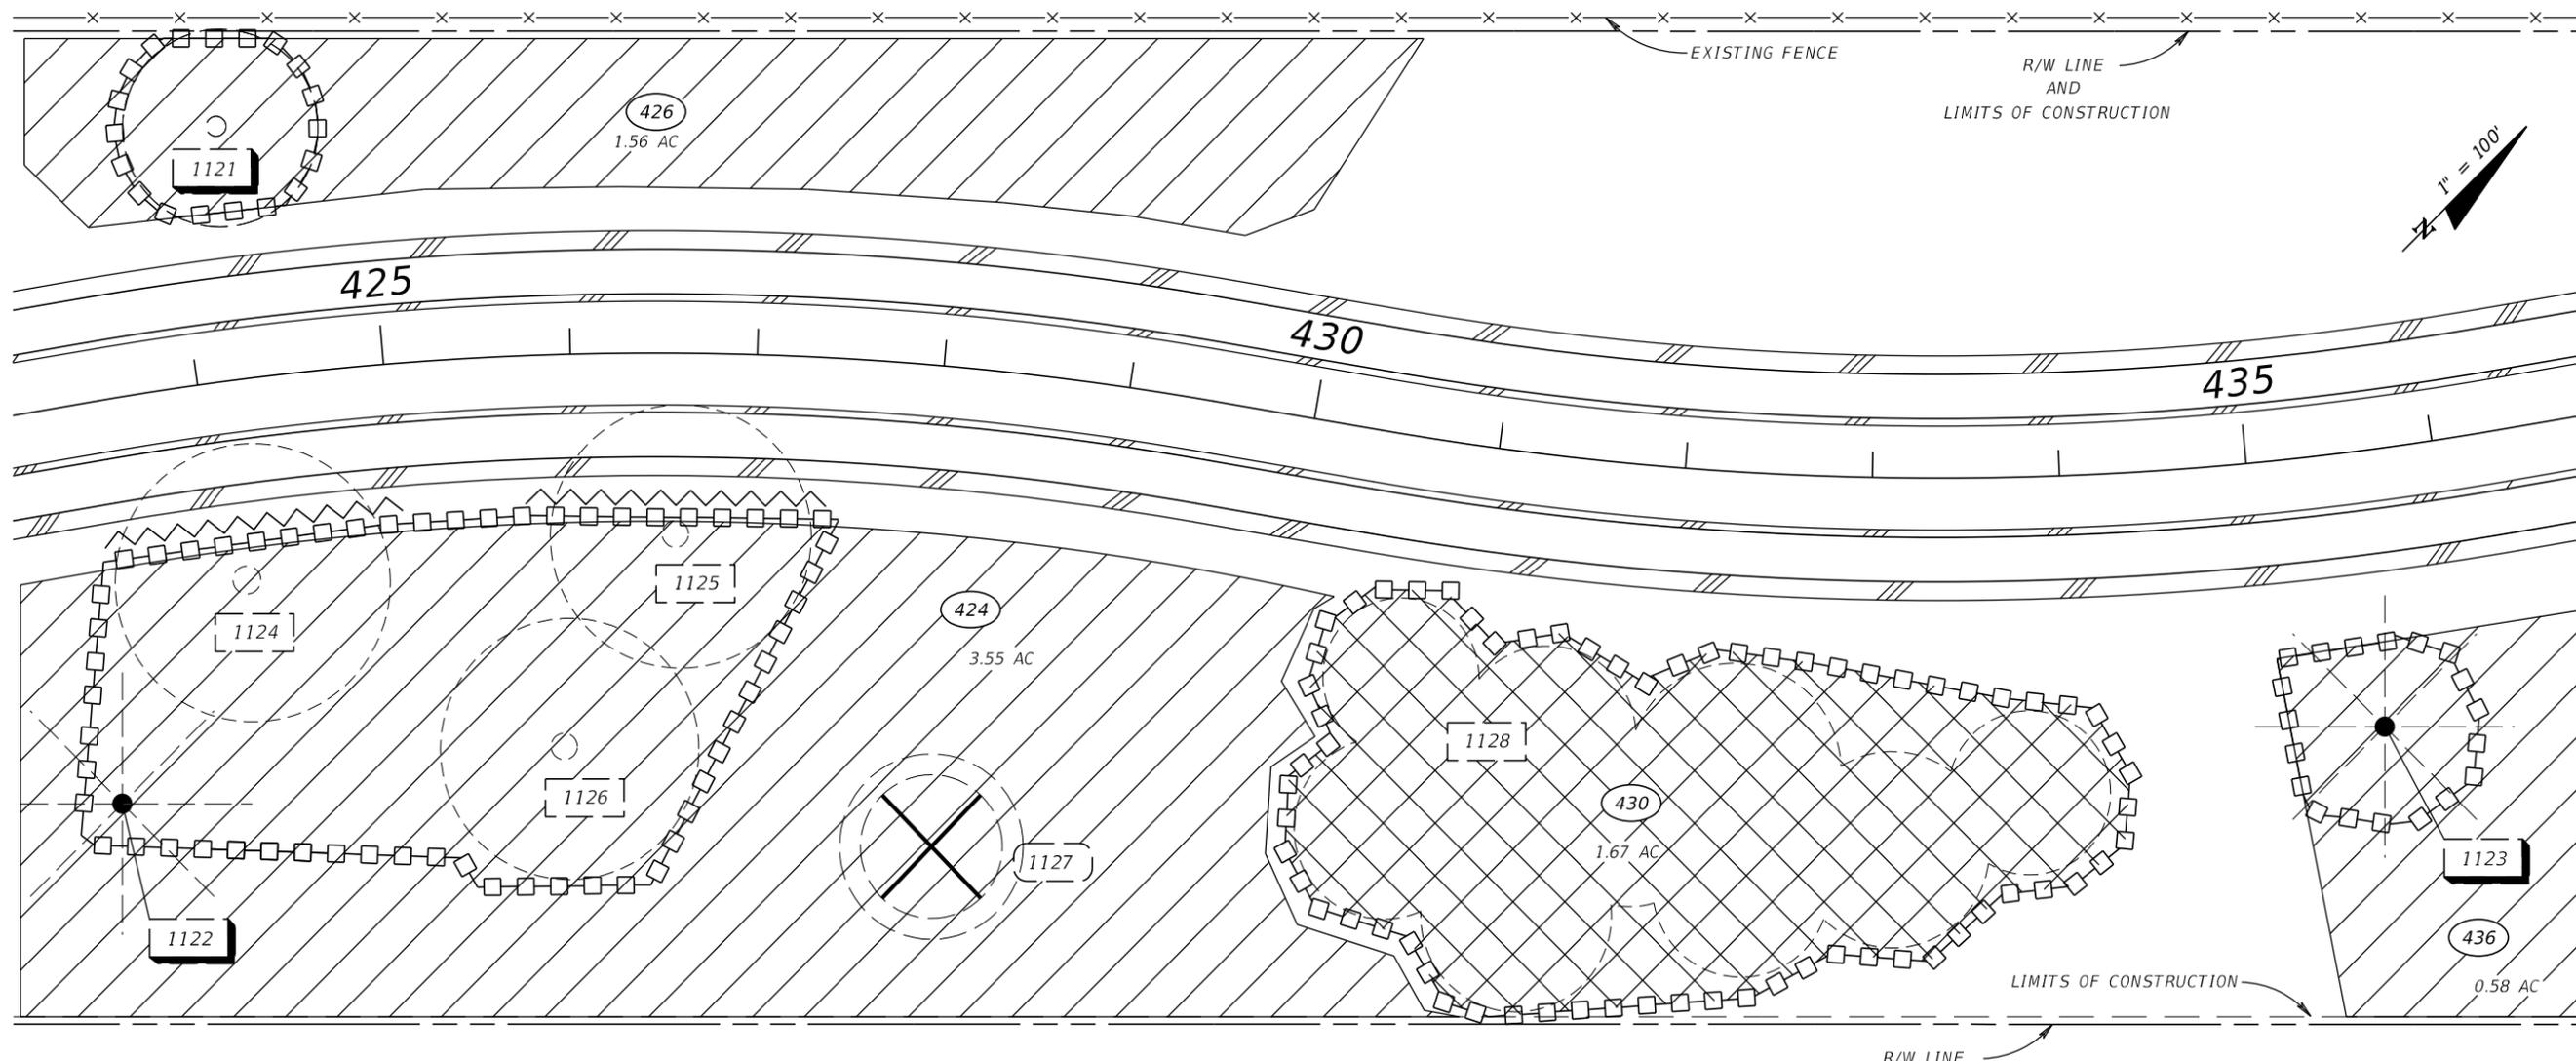 EXISTING FENCE
R/W LINE
AND
LIMITS OF CONSTRUCTION
426
1.56 AC
1121
1" = 100'
N
425
430
435
1125
424
1124
3.55 AC
1128
1126
430
1.67 AC
1127
1123
1122
436
LIMITS OF CONSTRUCTION
0.58 AC
R/W LINE